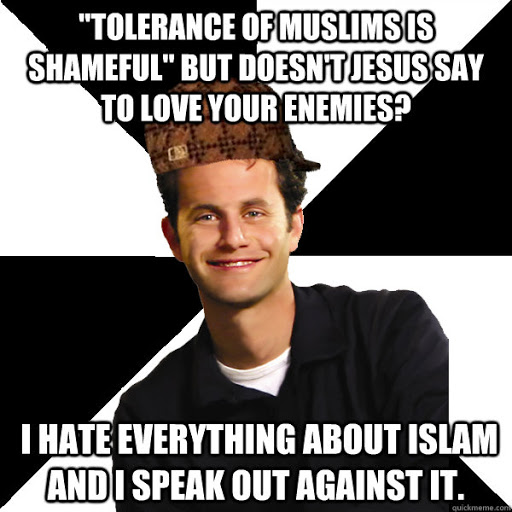 "TOLERANCE OF MUSLIMS IS
SHAMEFUL" BUT DOESN'T JESUS SAY
TO LOVE YOUR ENEMIES?
I HATE EVERYTHING ABOUT ISLAM
AND I SPEAK OUT AGAINST IT.
quickmeme.com